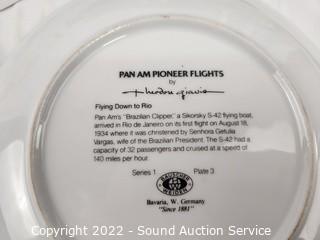 PAN AM PIONEER FLIGHTS
by
Flying Down to Rio
Pan Am's "Brazilian Clipper," a Sikorsky S-42 flying boat,
arrived in Rio de Janeiro on its first flight on August 18,
1934 where it was christened by Senhora Getulia
Vargas, wife of the Brazilian President. The S-42 had a
capacity of 32 passengers and cruised at a speed of
140 miles per hour.
Series 1 Plate 3
BAUSCHER
WEIDEN
Bavaria, W. Germany
"Since 1881"
Copyright 2022 - Sound Auction Service